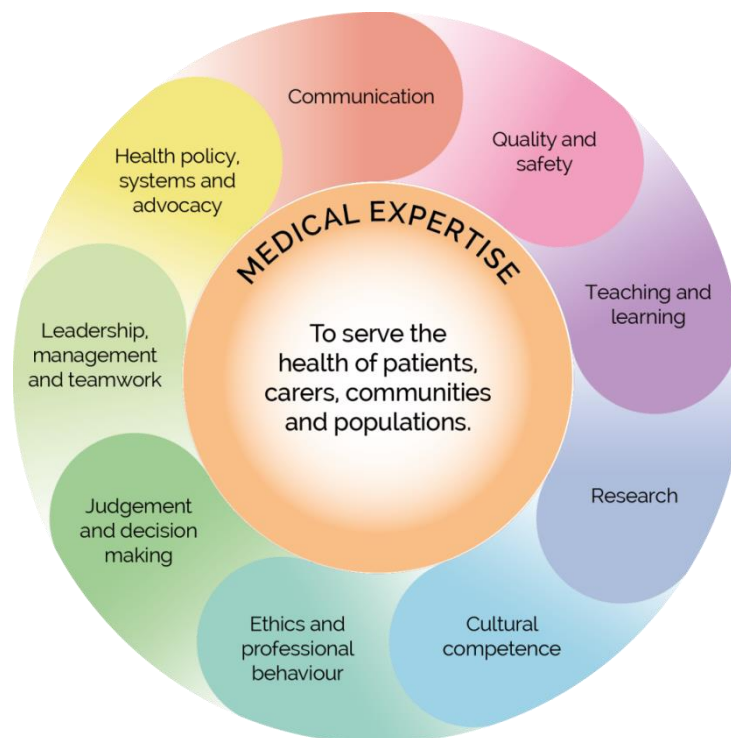 Communication
Quality and
safety
Teaching and
learning
Research
Cultural
competence
Ethics and
professional
behaviour
Judgement
and decision
making
Leadership,
management
and teamwork
Health policy,
systems and
advocacy
MEDICAL EXPERTISE
To serve the
health of patients,
carers, communities
and populations.